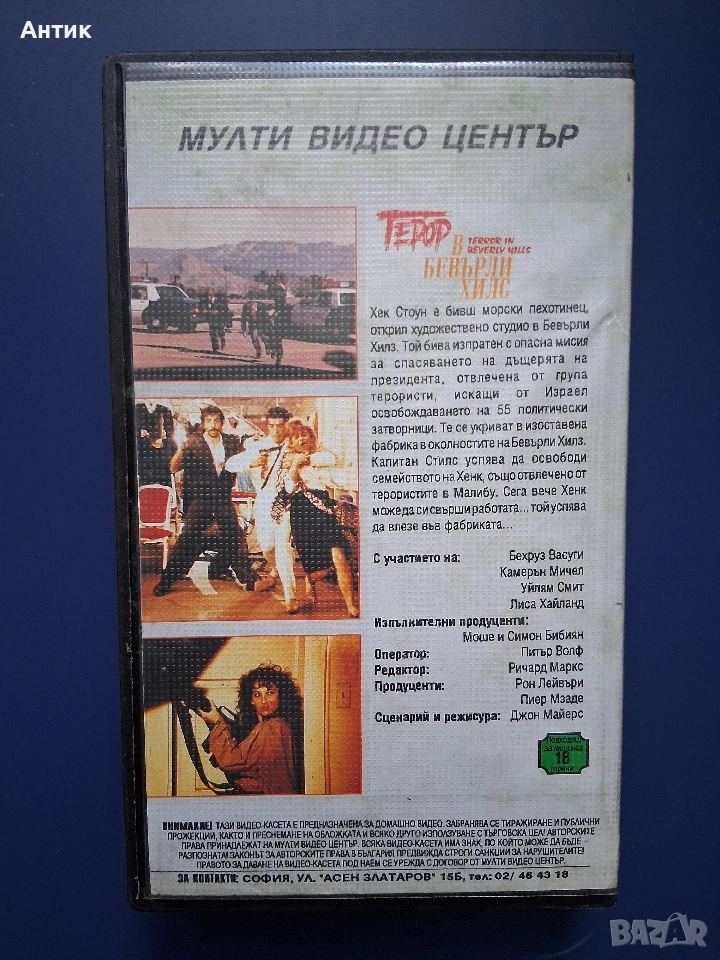 Антик
МУЛТИ ВИДЕО ЦЕНТЪР
ТЕРОР
В
TERROR IN
BEVERLY HILLS
БЕВЪРЛИ
ХИЛС
Хек Стоун е бивш морски пехотинец,
открил художествено студио в Бевърли
Хилз. Той бива изпратен с опасна мисия
за спасяването на дъщерята на
президента, отвлечена от група
терористи, искащи от Израел
освобождаването на 55 политически
затворници. Те се укриват в изоставена
фабрика в околностите на Бевърли Хилз.
Капитан Стилс успява да освободи
семейството на Хенк, също отвлечено от
терористите в Малибу. Сега вече Хенк
може да си свърши работата... той успява
да влезе във фабриката...
С участието на: Бехруз Васуги
Камерън Мичел
Уйлям Смит
Лиса Хайланд
Изпълнителни продуценти:
Моше и Симон Бибиян
Оператор: Питър Волф
Редактор: Ричард Маркс
Продуценти: Рон Лейвъри
Пиер Мзаде
Сценарий и режисура: Джон Майерс
Подходящ
за лица над
18
години
ВНИМАНИЕ! ТАЗИ ВИДЕО-КАСЕТА Е ПРЕДНАЗНАЧЕНА ЗА ДОМАШНО ВИДЕО. ЗАБРАНЯВА СЕ ТИРАЖИРАНЕ И ПУБЛИЧНИ
ПРОЖЕКЦИИ, КАКТО И ПРЕСНЕМАНЕ НА ОБЛОЖКАТА И ВСЯКО ДРУГО ИЗПОЛЗУВАНЕ С ТЪРГОВСКА ЦЕЛ! АВТОРСКИТЕ
ПРАВА ПРИНАДЛЕЖАТ НА МУЛТИ ВИДЕО ЦЕНТЪР. ВСЯКА ВИДЕО-КАСЕТА ИМА ЗНАК, ПО КОЙТО МОЖЕ ДА БЪДЕ
РАЗПОЗНАТА! ЗАКОНЪТ ЗА АВТОРСКИТЕ ПРАВА В БЪЛГАРИЯ ПРЕДВИЖДА СТРОГИ САНКЦИИ ЗА НАРУШИТЕЛИТЕ!
ПРАВОТО ЗА ДАВАНЕ НА ВИДЕО-КАСЕТА ПОД НАЕМ СЕ УРЕЖДА С ДОГОВОР ОТ МУЛТИ ВИДЕО ЦЕНТЪР.
ЗА КОНТАКТИ: СОФИЯ, УЛ. "АСЕН ЗЛАТАРОВ" 15Б, тел: 02/ 46 43 18
BAZAR